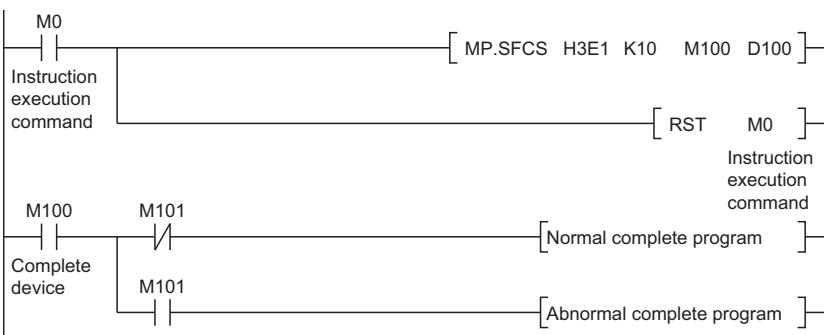 M0
MP.SFCS H3E1 K10 M100 D100
Instruction
execution
command
RST M0
Instruction
execution
command
M100 M101
Normal complete program
Complete
device
M101
Abnormal complete program